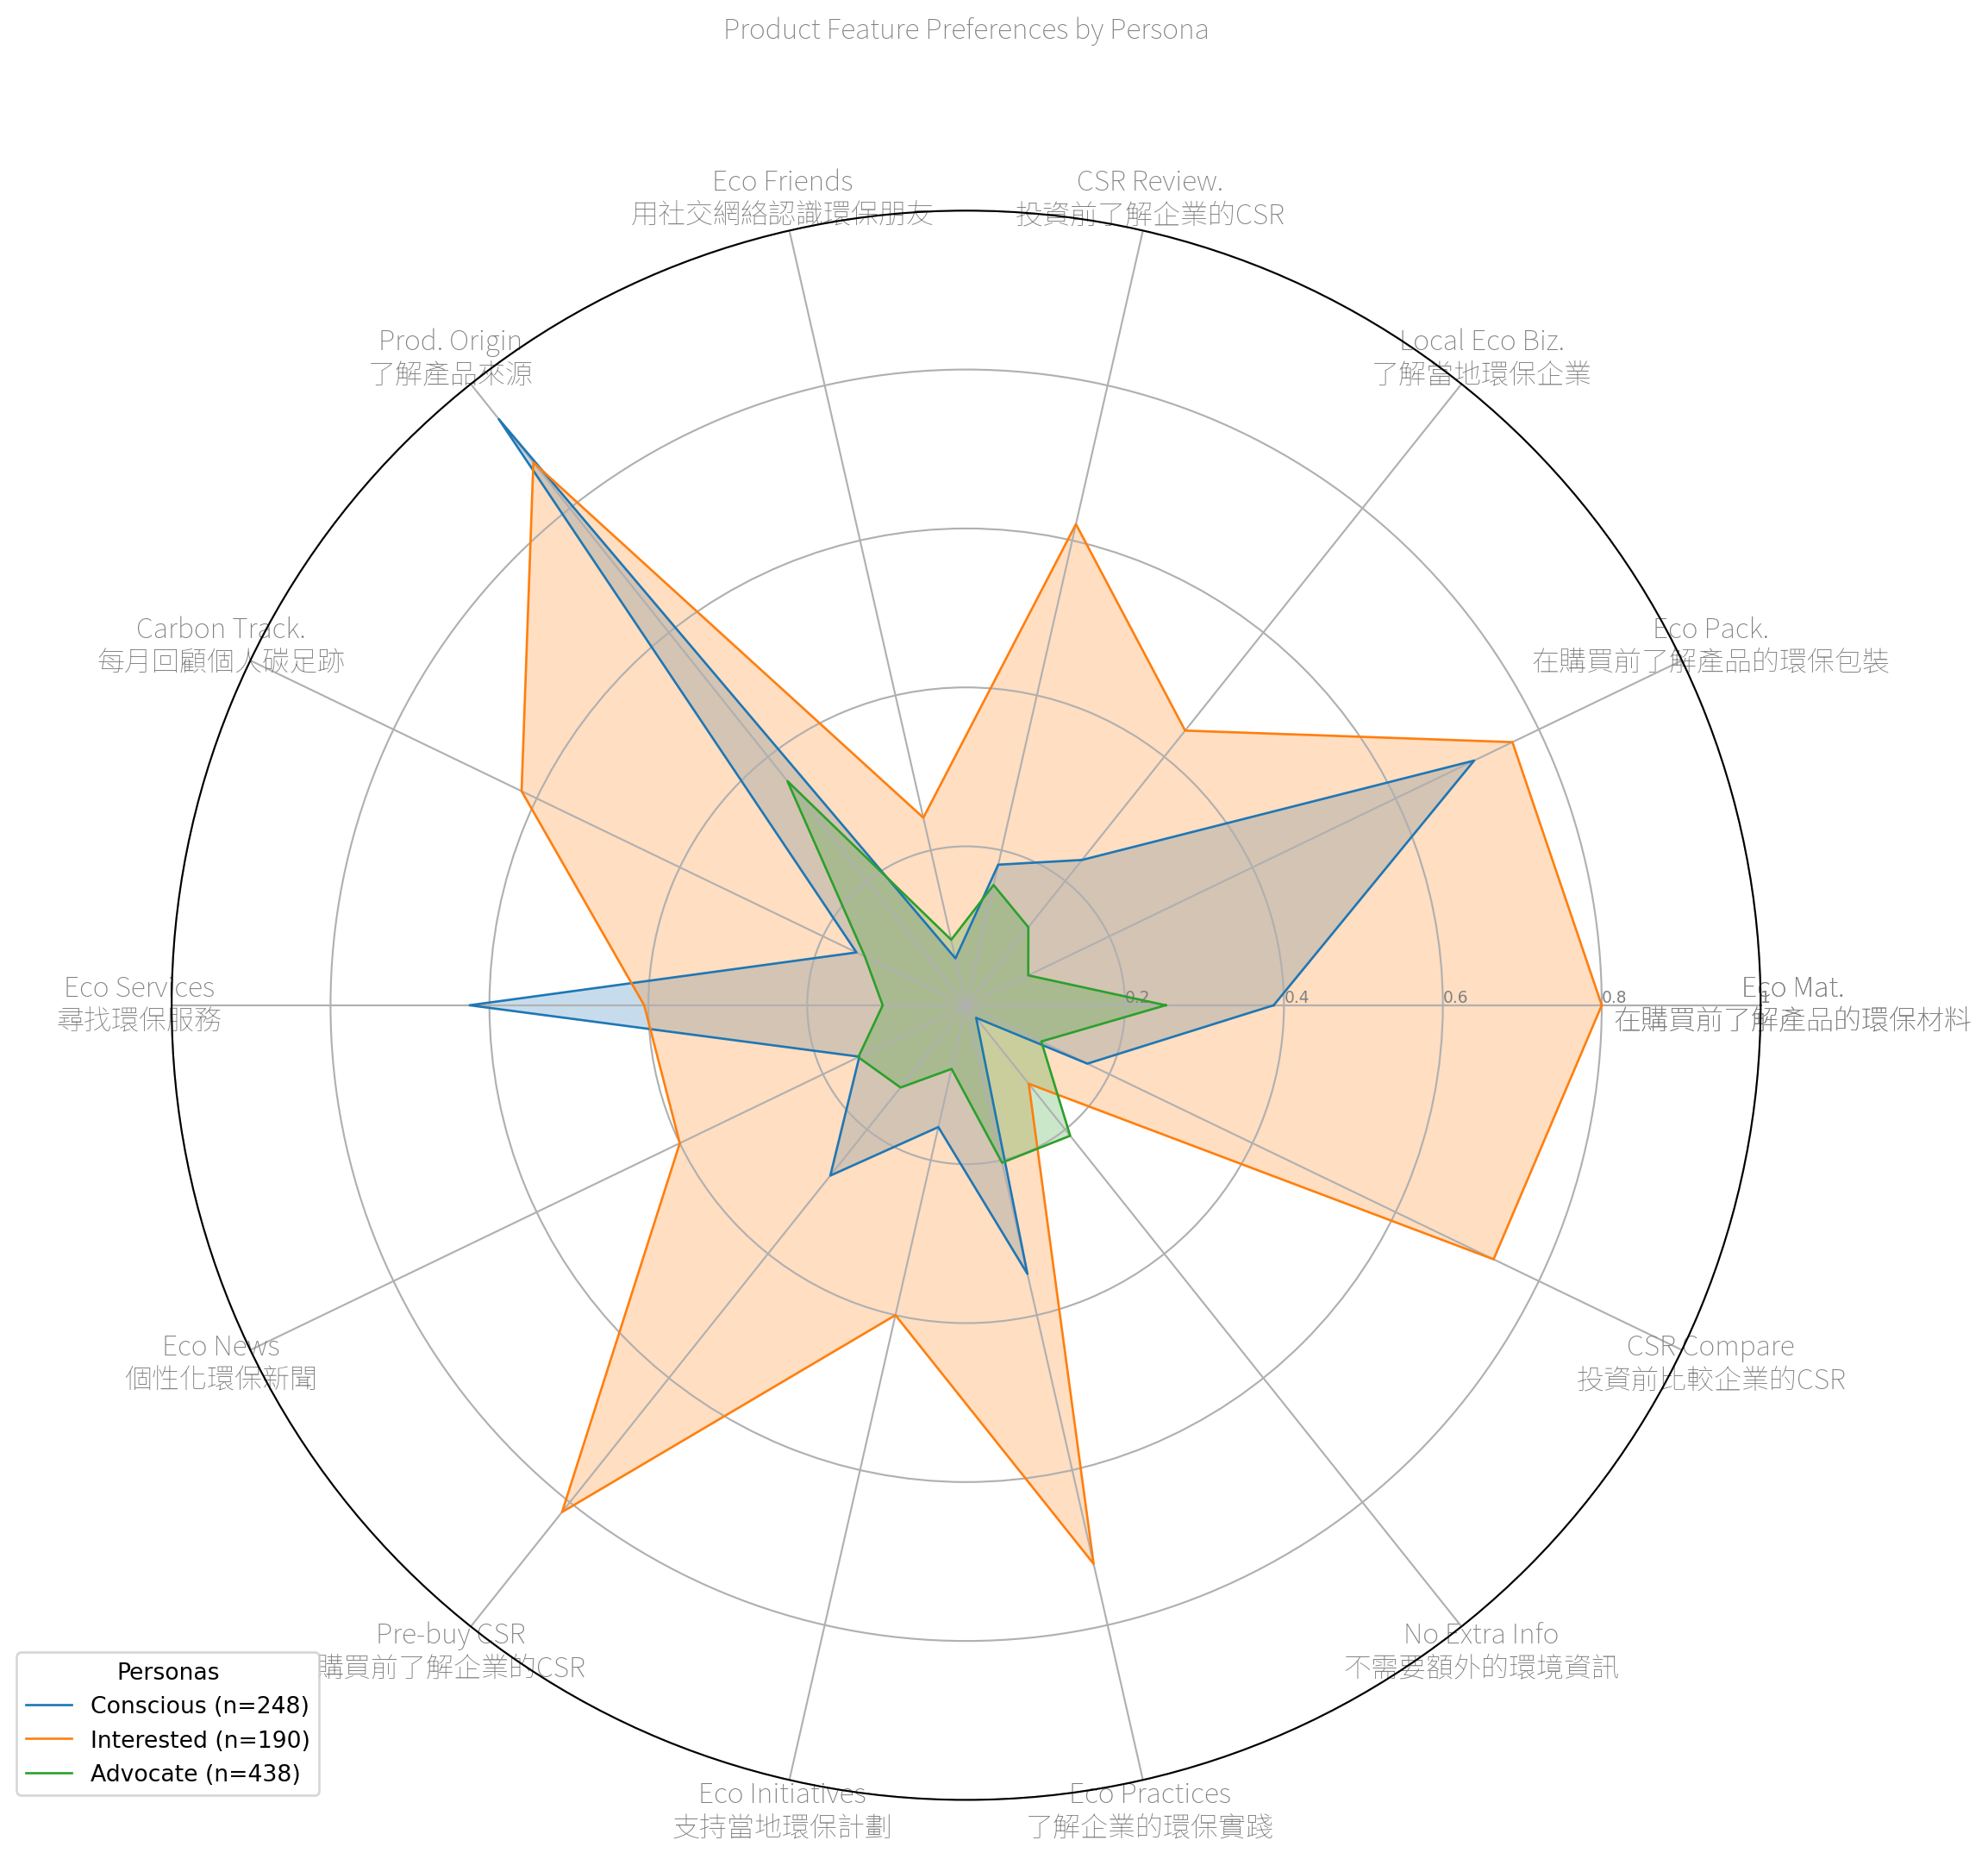 Product Feature Preferences by Persona
Eco Friends
用社交網絡認識環保朋友
CSR Review.
投資前了解企業的CSR
Prod. Origin
了解產品來源
Local Eco Biz.
了解當地環保企業
Carbon Track.
每月回顧個人碳足跡
Eco Pack.
在購買前了解產品的環保包裝
Eco Services
尋找環保服務
0.2
0.4
0.6
0.8
1
Eco Mat.
在購買前了解產品的環保材料
Eco News
個性化環保新聞
CSR Compare
投資前比較企業的CSR
Pre-buy CSR
購買前了解企業的CSR
No Extra Info
不需要額外的環境資訊
Eco Initiatives
支持當地環保計劃
Eco Practices
了解企業的環保實踐
Personas
Conscious (n=248)
Interested (n=190)
Advocate (n=438)